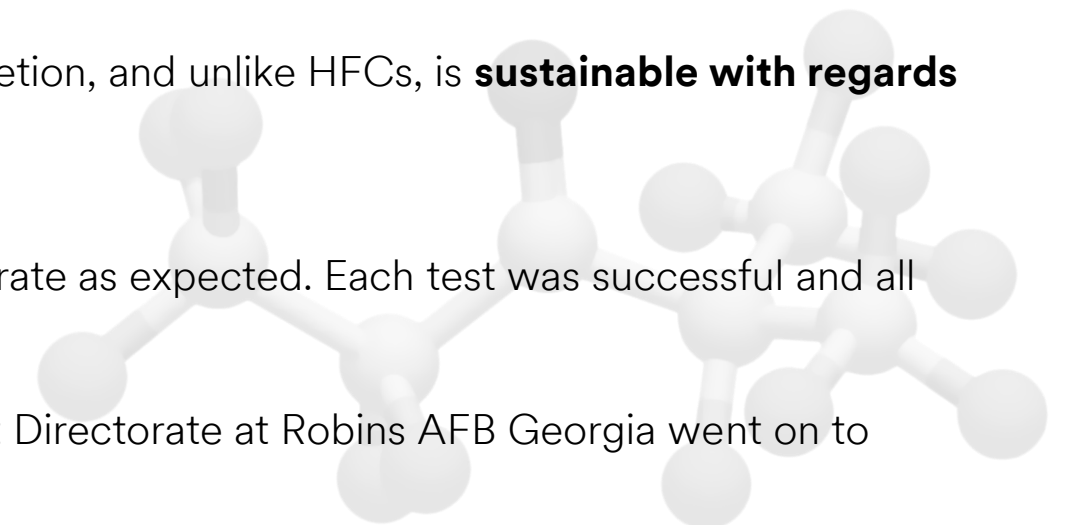 etion, and unlike HFCs, is sustainable with regards
rate as expected. Each test was successful and all
Directorate at Robins AFB Georgia went on to